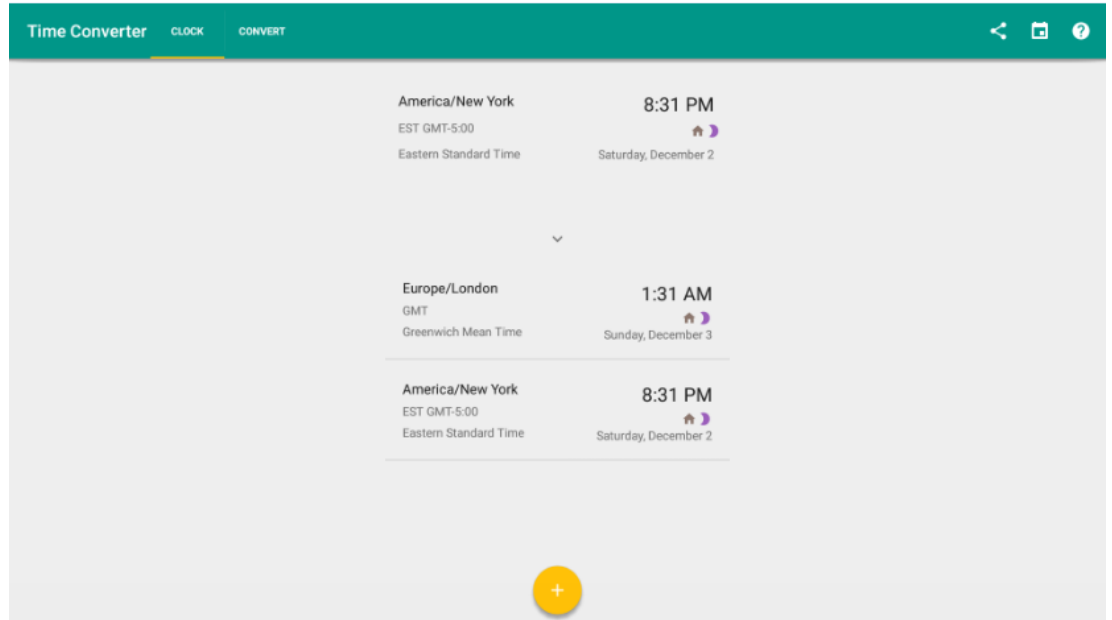 Time Converter CLOCK CONVERT
America/New York 8:31 PM
EST GMT-5:00
Eastern Standard Time Saturday, December 2
Europe/London 1:31 AM
GMT
Greenwich Mean Time Sunday, December 3
America/New York 8:31 PM
EST GMT-5:00
Eastern Standard Time Saturday, December 2